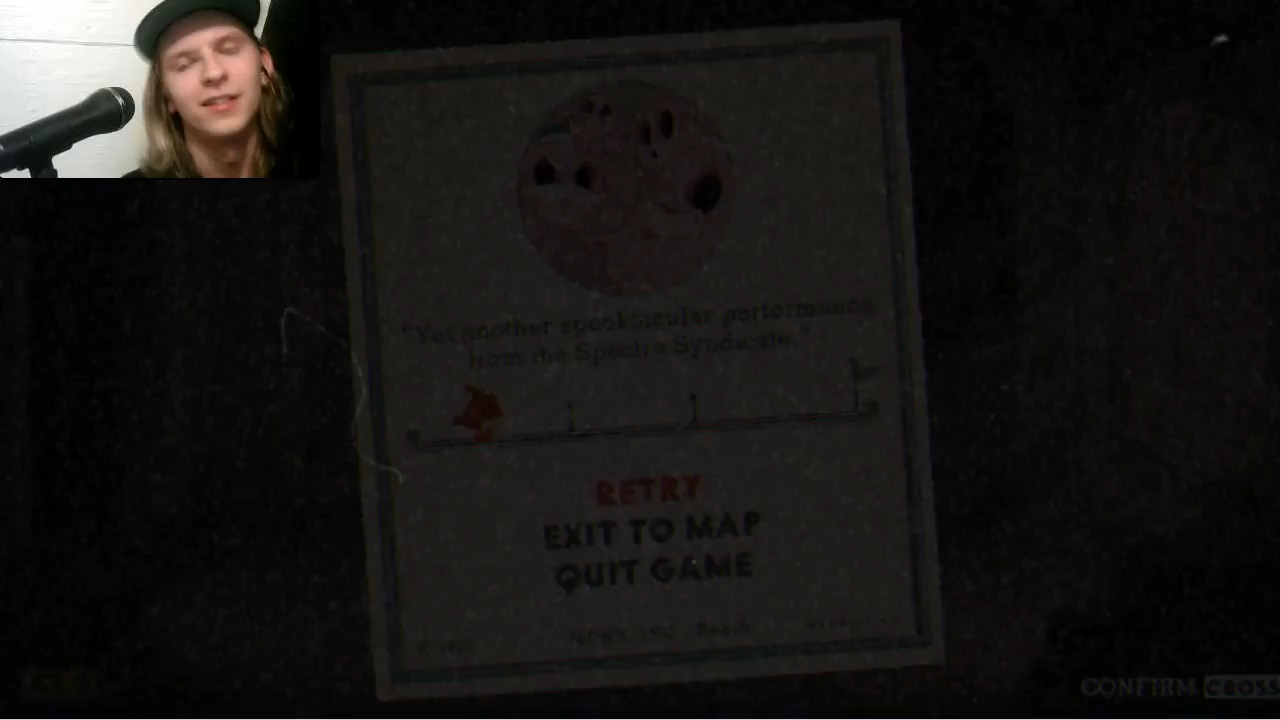 "Yet another spooktacular performance
from the Spectre Syndicate."
RETRY
EXIT TO MAP
QUIT GAME
CONFIRM CROSS